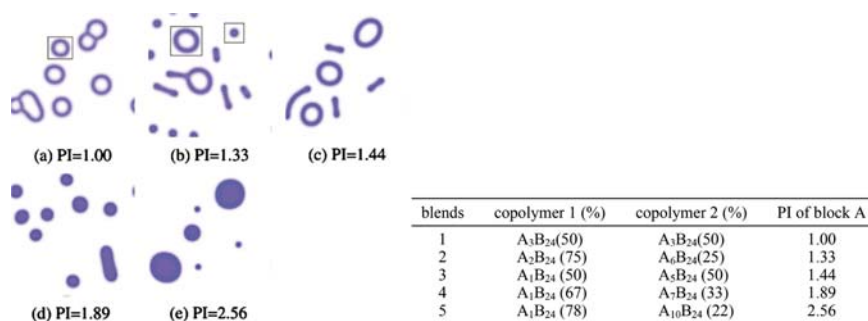 (a) PI=1.00
(b) PI=1.33
(c) PI=1.44
(d) PI=1.89
(e) PI=2.56
blends copolymer 1 (%) copolymer 2 (%) PI of block A
1 A₃B₂₄(50) A₃B₂₄(50) 1.00
2 A₂B₂₄ (75) A₆B₂₄(25) 1.33
3 A₁B₂₄ (50) A₅B₂₄ (50) 1.44
4 A₁B₂₄ (67) A₇B₂₄ (33) 1.89
5 A₁B₂₄ (78) A₁₀B₂₄ (22) 2.56